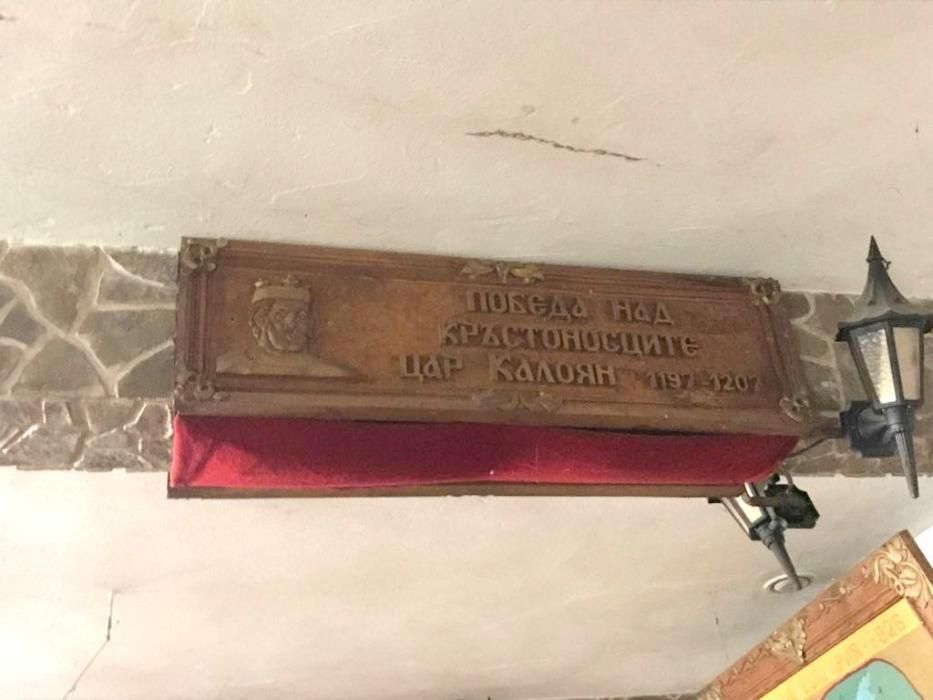 ПОБЕДА НАД
КРЪСТОНОСЦИТЕ
ЦАР КАЛОЯН 1197-1207